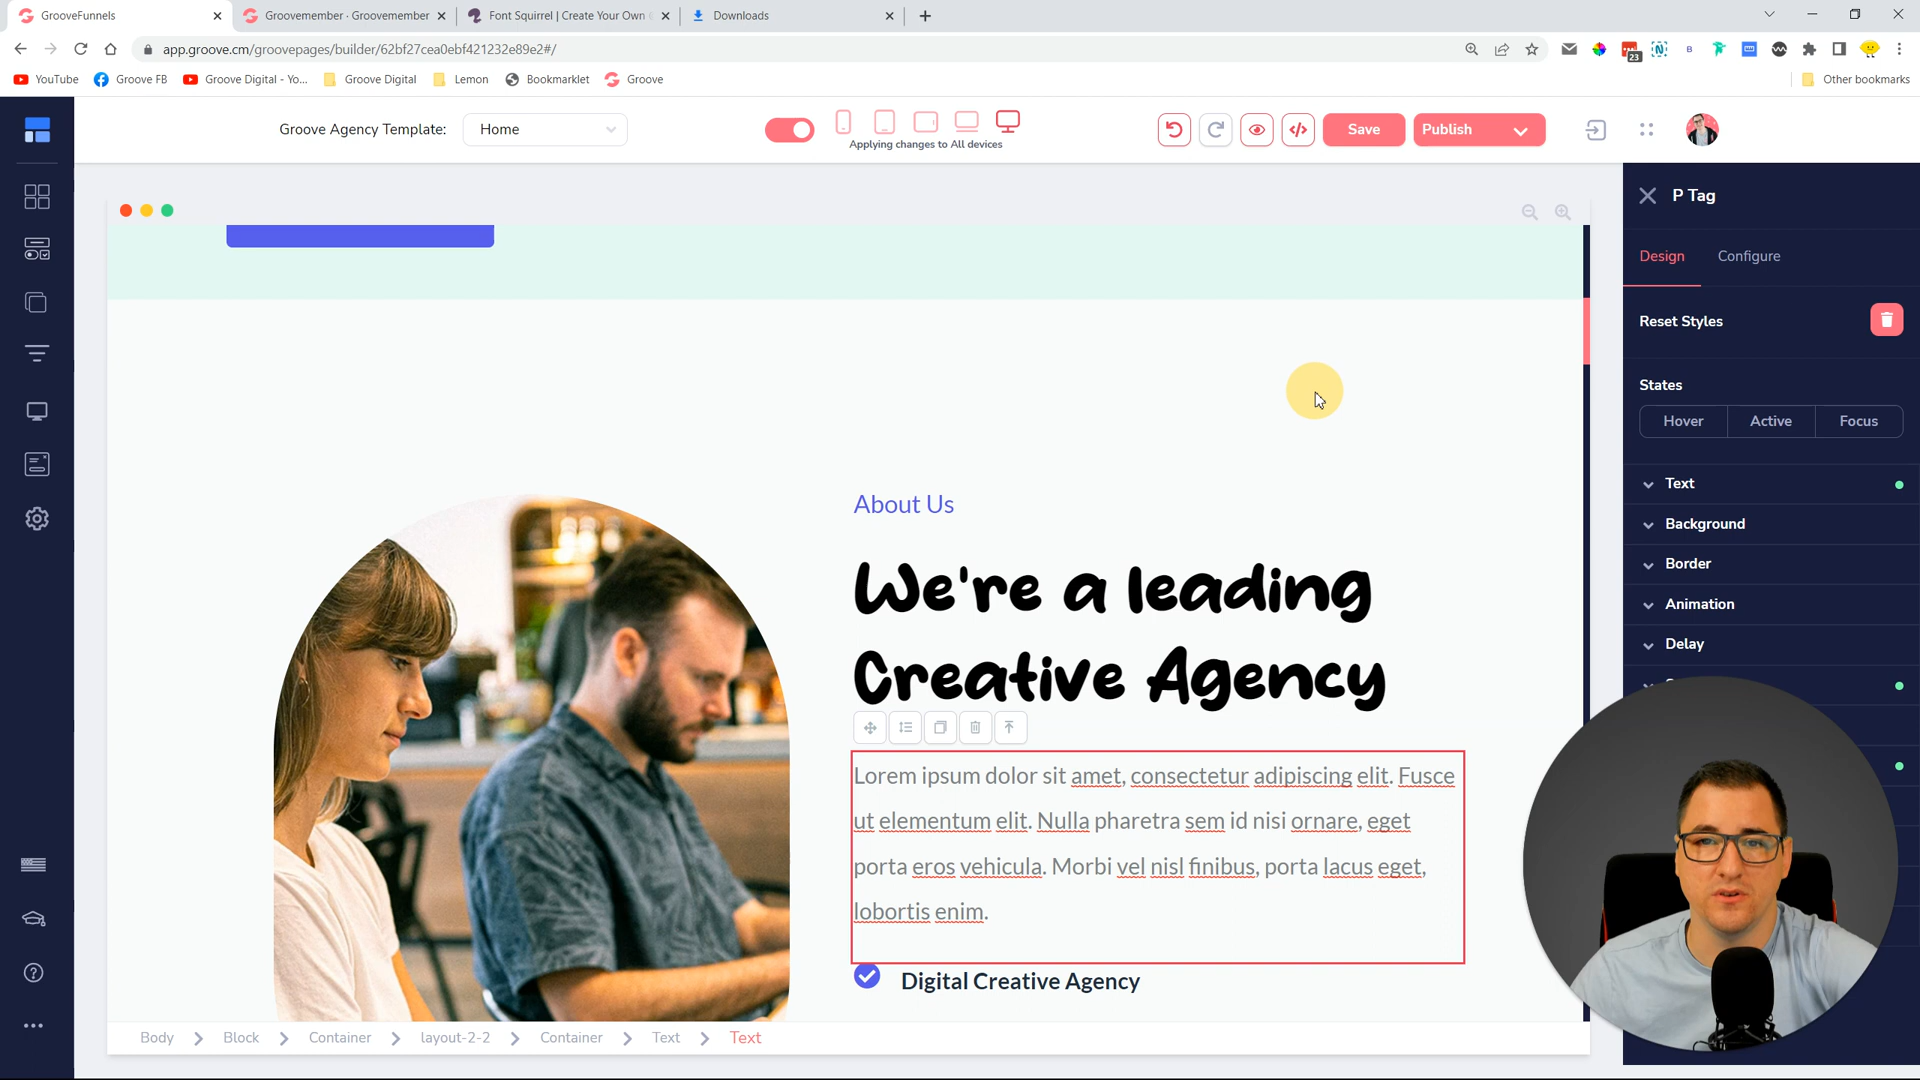 GrooveFunnels
Groovemember · Groovemember
Font Squirrel | Create Your Own
Downloads
app.groove.cm/groovepages/builder/62bf27cea0ebf421232e89e2#/
23
YouTube
Groove FB
Groove Digital - Yo...
Groove Digital
Lemon
Bookmarklet
Groove
Other bookmarks
Groove Agency Template:
Home
Applying changes to All devices
Save
Publish
P Tag
Design
Configure
Reset Styles
States
Hover
Active
Focus
Text
Background
Border
Animation
Delay
About Us
We're a leading
Creative Agency
Lorem ipsum dolor sit amet, consectetur adipiscing elit. Fusce
ut elementum elit. Nulla pharetra sem id nisi ornare, eget
porta eros vehicula. Morbi vel nisl finibus, porta lacus eget,
lobortis enim.
Digital Creative Agency
Body
Block
Container
layout-2-2
Container
Text
Text